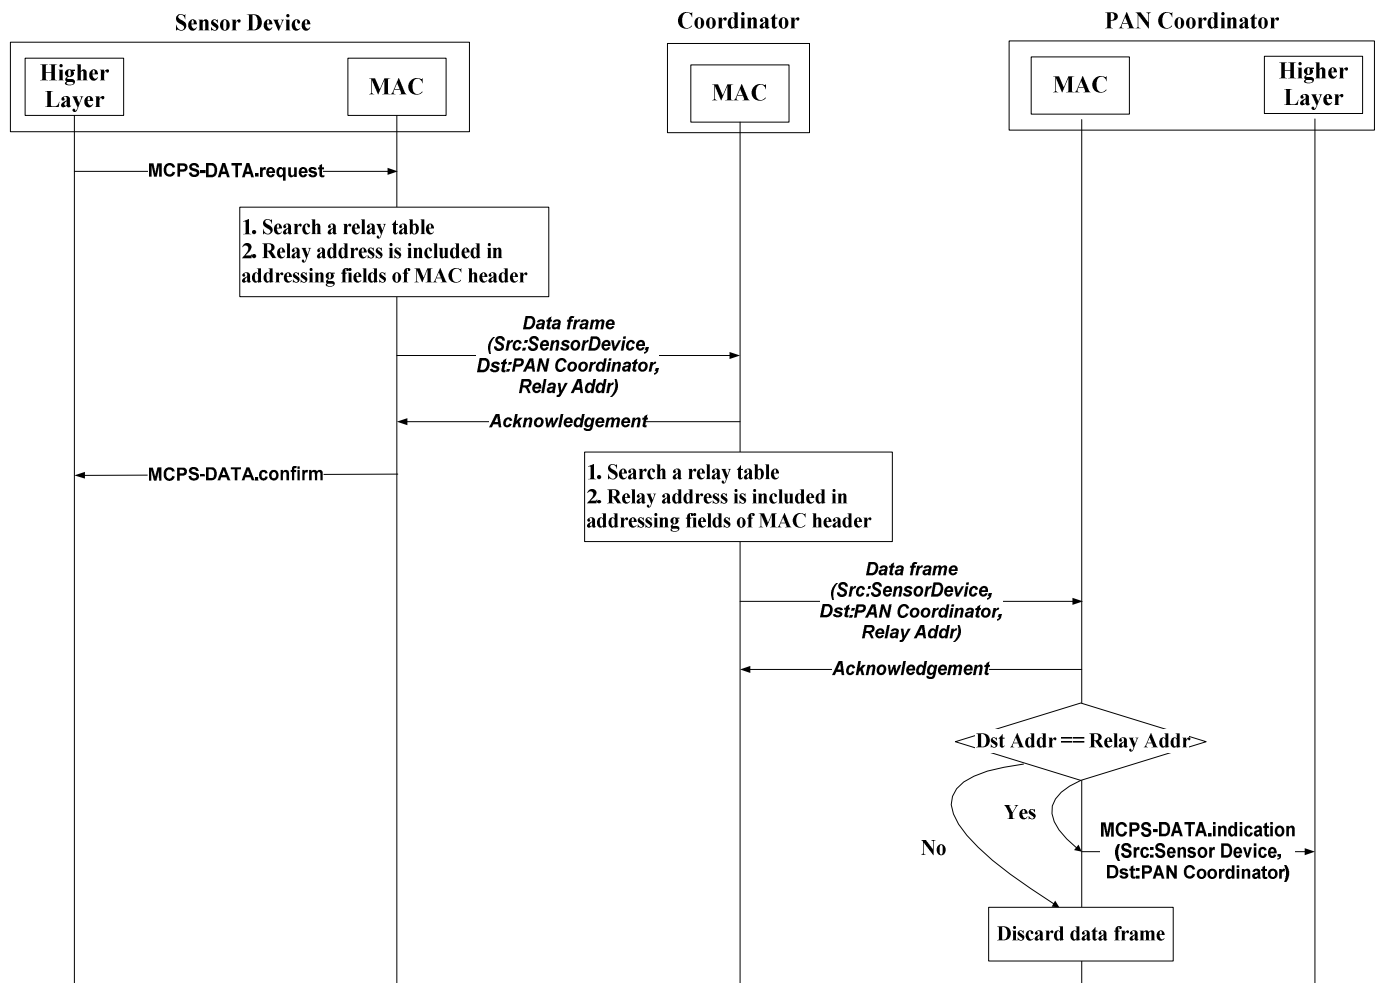 Sensor Device
Coordinator
PAN Coordinator
Higher
Layer
MAC
MAC
MAC
Higher
Layer
MCPS-DATA.request
1. Search a relay table
2. Relay address is included in
addressing fields of MAC header
Data frame
(Src:SensorDevice,
Dst:PAN Coordinator,
Relay Addr)
Acknowledgement
MCPS-DATA.confirm
1. Search a relay table
2. Relay address is included in
addressing fields of MAC header
Data frame
(Src:SensorDevice,
Dst:PAN Coordinator,
Relay Addr)
Acknowledgement
Dst Addr == Relay Addr
Yes
No
MCPS-DATA.indication
(Src:Sensor Device,
Dst:PAN Coordinator)
Discard data frame